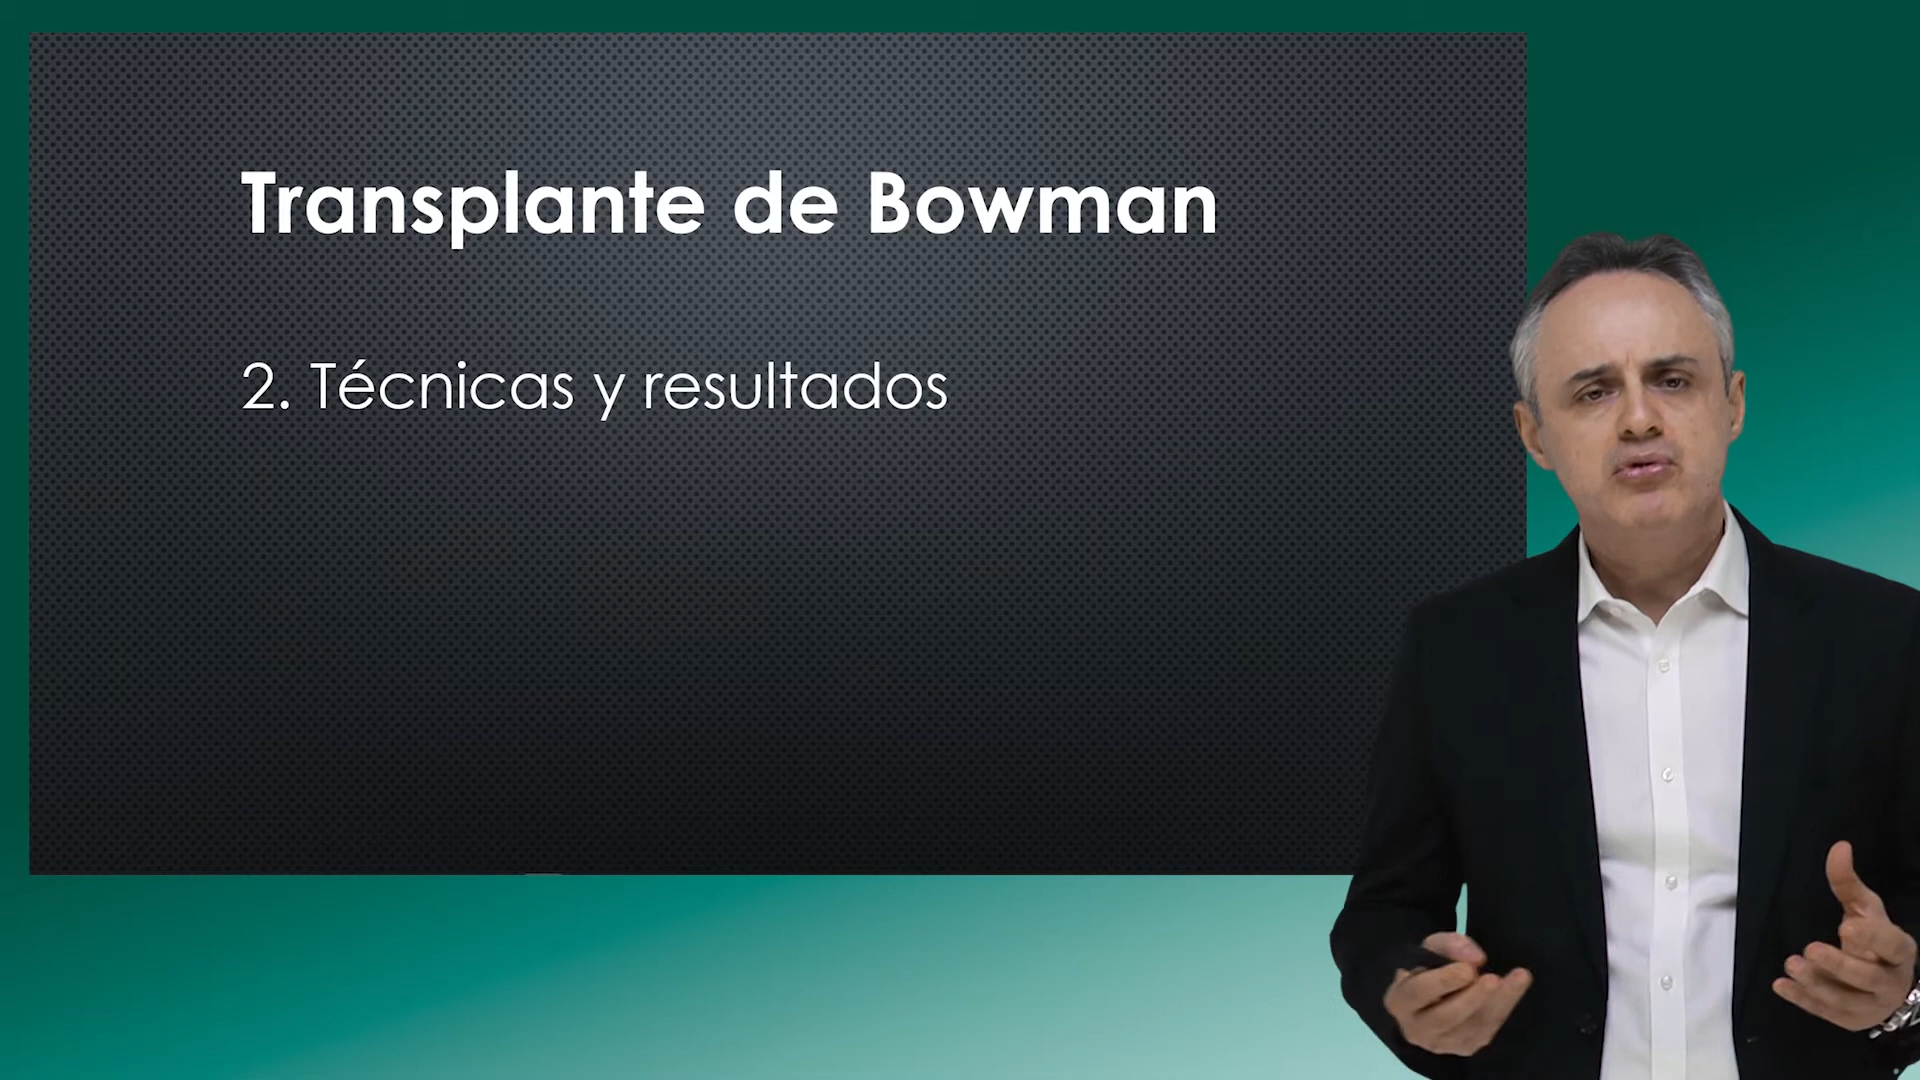 Transplante de Bowman
2. Técnicas y resultados